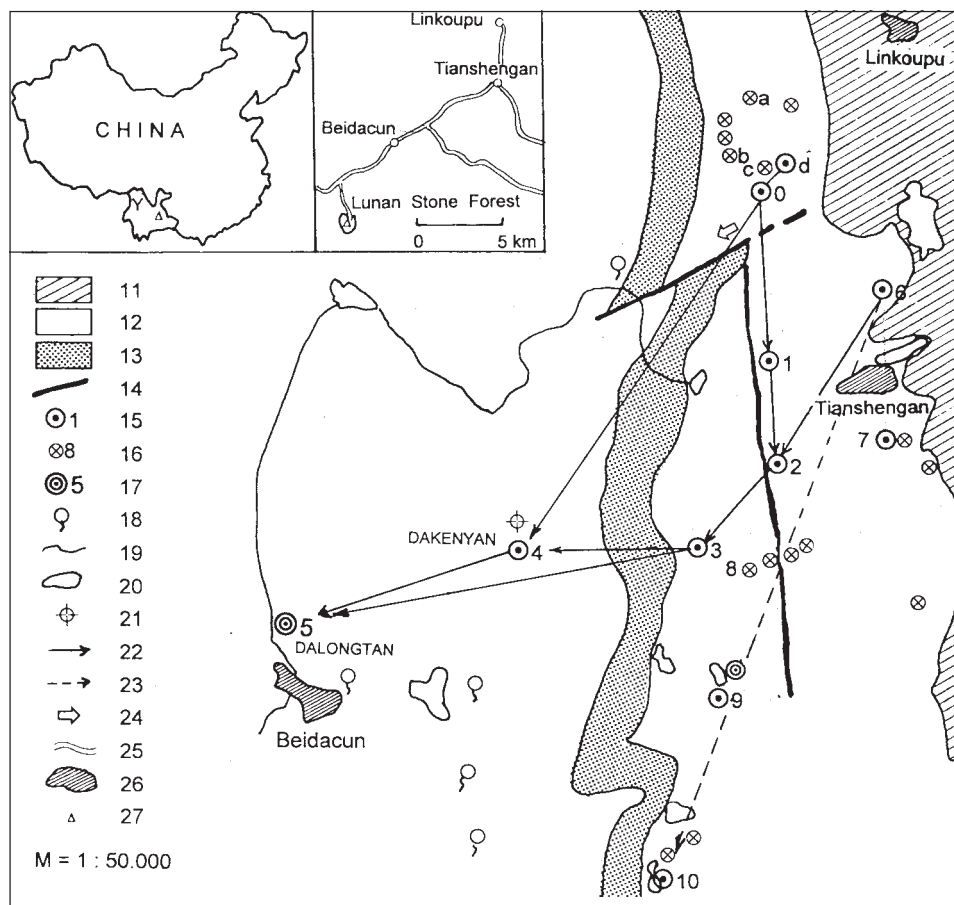 CHINA
Linkoupu
Tianshengan
Beidacun
Lunan Stone Forest
0 5 km
Linkoupu
a
b
c
d
0
6
1
Tianshengan
7
2
DAKENYAN
4
3
8
5
DALONGTAN
9
Beidacun
10
11
12
13
14
1 15
8 16
5 17
18
19
20
21
22
23
24
25
26
27
M = 1 : 50.000